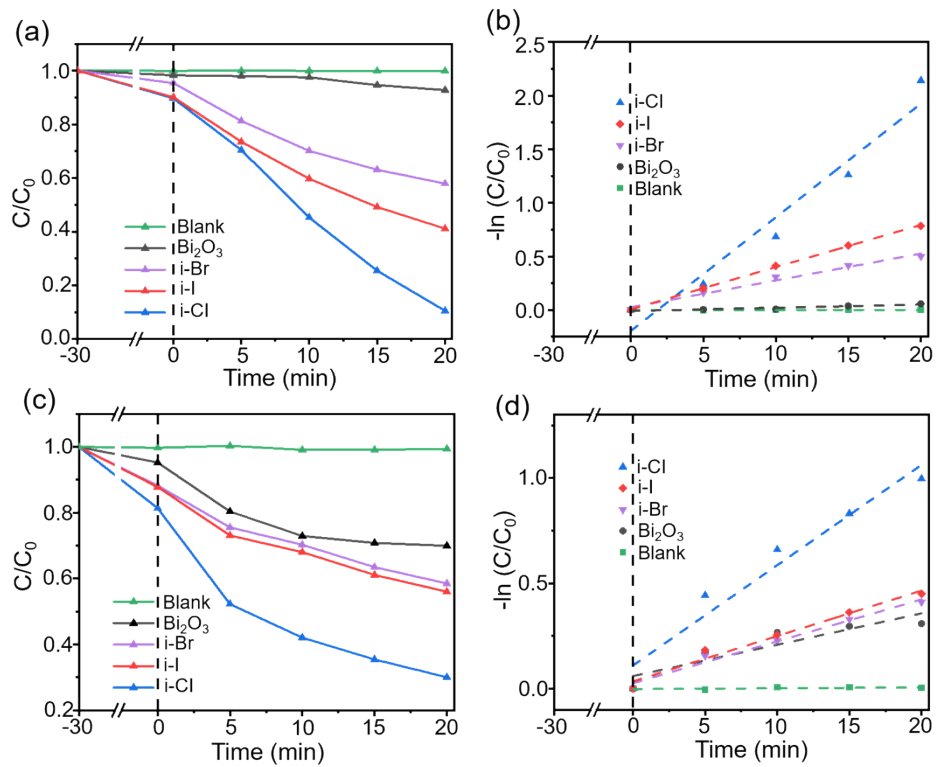 (a)
C/C0
1.0
0.8
0.6
0.4
0.2
0.0
Blank
Bi2O3
i-Br
i-I
i-Cl
-30 0 5 10 15 20
Time (min)
(b)
-ln (C/C0)
2.5
2.0
1.5
1.0
0.5
0.0
i-Cl
i-I
i-Br
Bi2O3
Blank
-30 0 5 10 15 20
Time (min)
(c)
C/C0
1.0
0.8
0.6
0.4
0.2
Blank
Bi2O3
i-Br
i-I
i-Cl
-30 0 5 10 15 20
Time (min)
(d)
-ln (C/C0)
1.0
0.5
0.0
i-Cl
i-I
i-Br
Bi2O3
Blank
-30 0 5 10 15 20
Time (min)